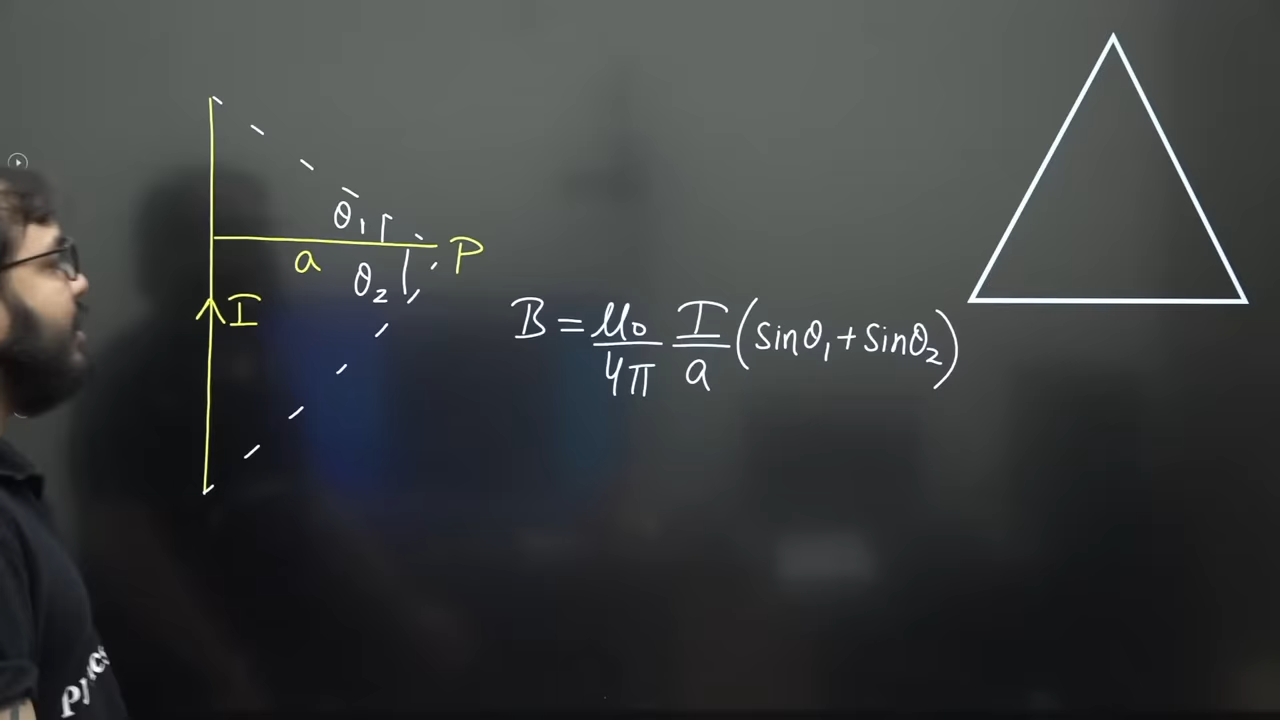 θ₁
a
P
θ₂
I
B = μ₀/4π I/a (sinθ₁ + sinθ₂)